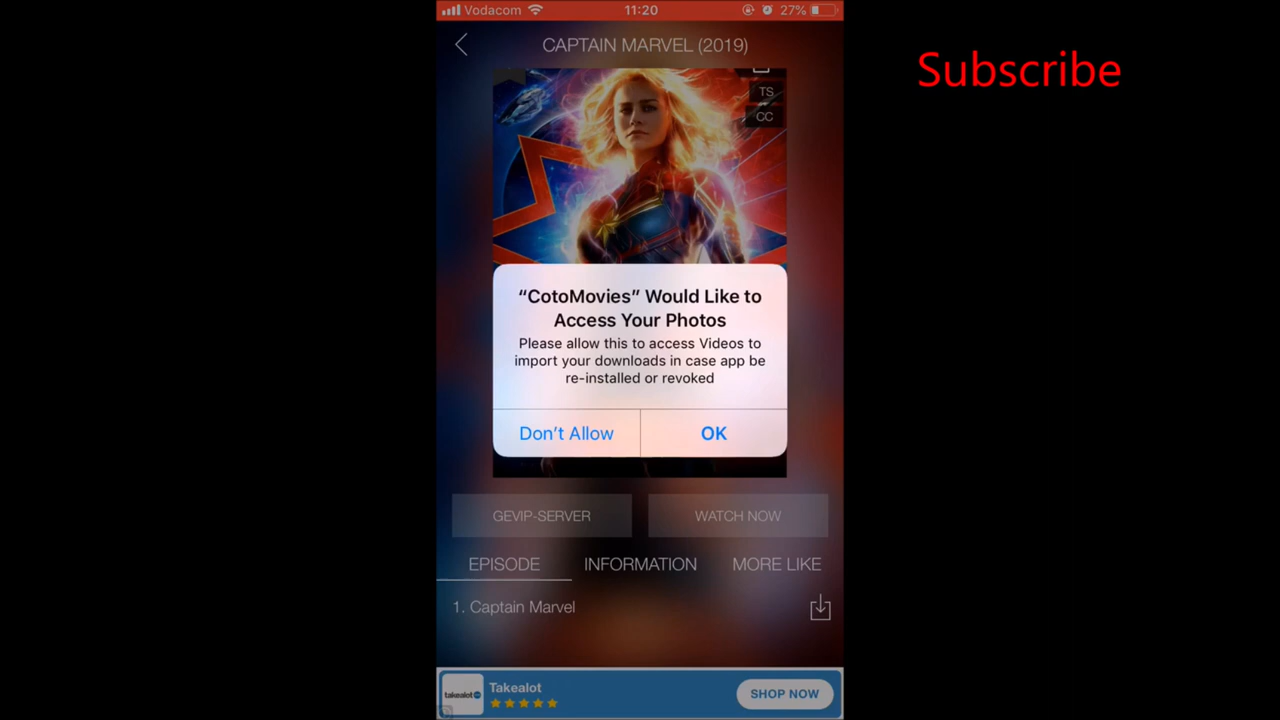 Vodacom 11:20 27%
CAPTAIN MARVEL (2019)
Subscribe
TS
CC
“CotoMovies” Would Like to
Access Your Photos
Please allow this to access Videos to
import your downloads in case app be
re-installed or revoked
Don’t Allow OK
GEVIP-SERVER WATCH NOW
EPISODE INFORMATION MORE LIKE
1. Captain Marvel
takealot
Takealot
SHOP NOW